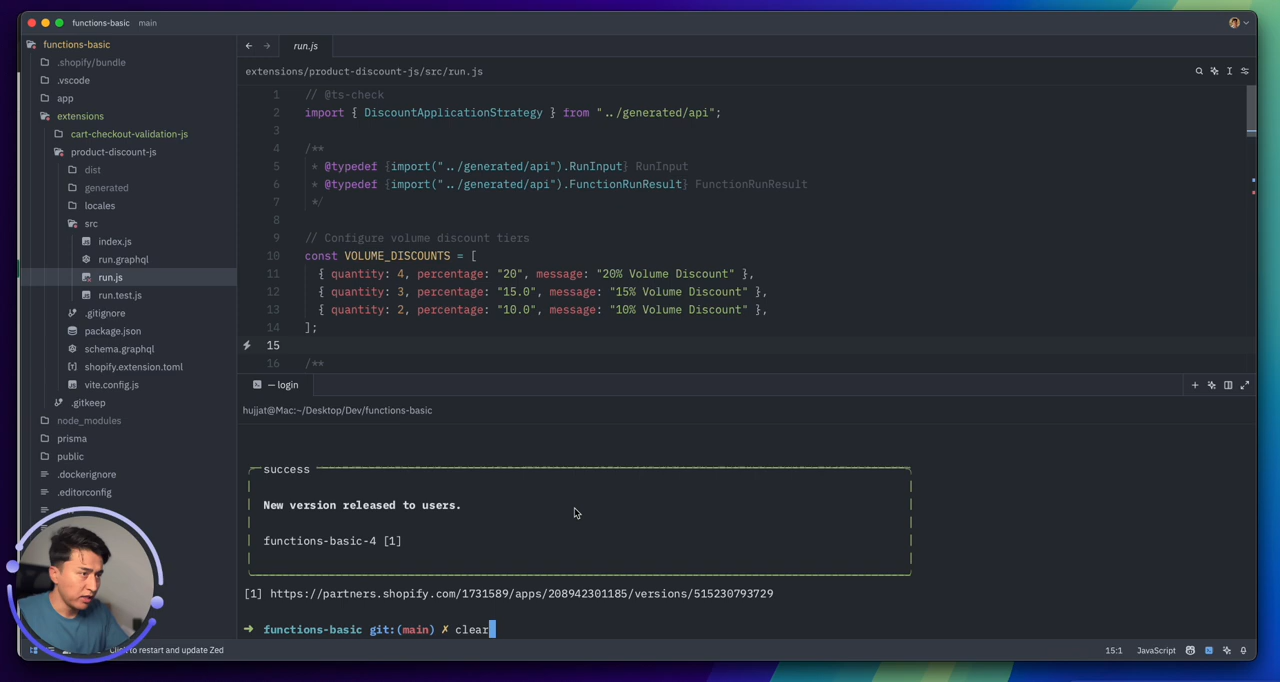 functions-basic main
functions-basic
.shopify/bundle
.vscode
app
extensions
cart-checkout-validation-js
product-discount-js
dist
generated
locales
src
index.js
run.graphql
run.js
run.test.js
.gitignore
package.json
schema.graphql
shopify.extension.toml
vite.config.js
.gitkeep
node_modules
prisma
public
.dockerignore
.editorconfig
run.js
extensions/product-discount-js/src/run.js
1 // @ts-check
2 import { DiscountApplicationStrategy } from "../generated/api";
3
4 /**
5 * @typedef {import("../generated/api").RunInput} RunInput
6 * @typedef {import("../generated/api").FunctionRunResult} FunctionRunResult
7 */
8
9 // Configure volume discount tiers
10 const VOLUME_DISCOUNTS = [
11 { quantity: 4, percentage: "20", message: "20% Volume Discount" },
12 { quantity: 3, percentage: "15.0", message: "15% Volume Discount" },
13 { quantity: 2, percentage: "10.0", message: "10% Volume Discount" },
14 ];
15
16 /**
— login
hujjat@Mac:~/Desktop/Dev/functions-basic
success
New version released to users.
functions-basic-4 [1]
[1] https://partners.shopify.com/1731589/apps/208942301185/versions/515230793729
➜ functions-basic git:(main) ✗ clear
Click to restart and update Zed
15:1 JavaScript